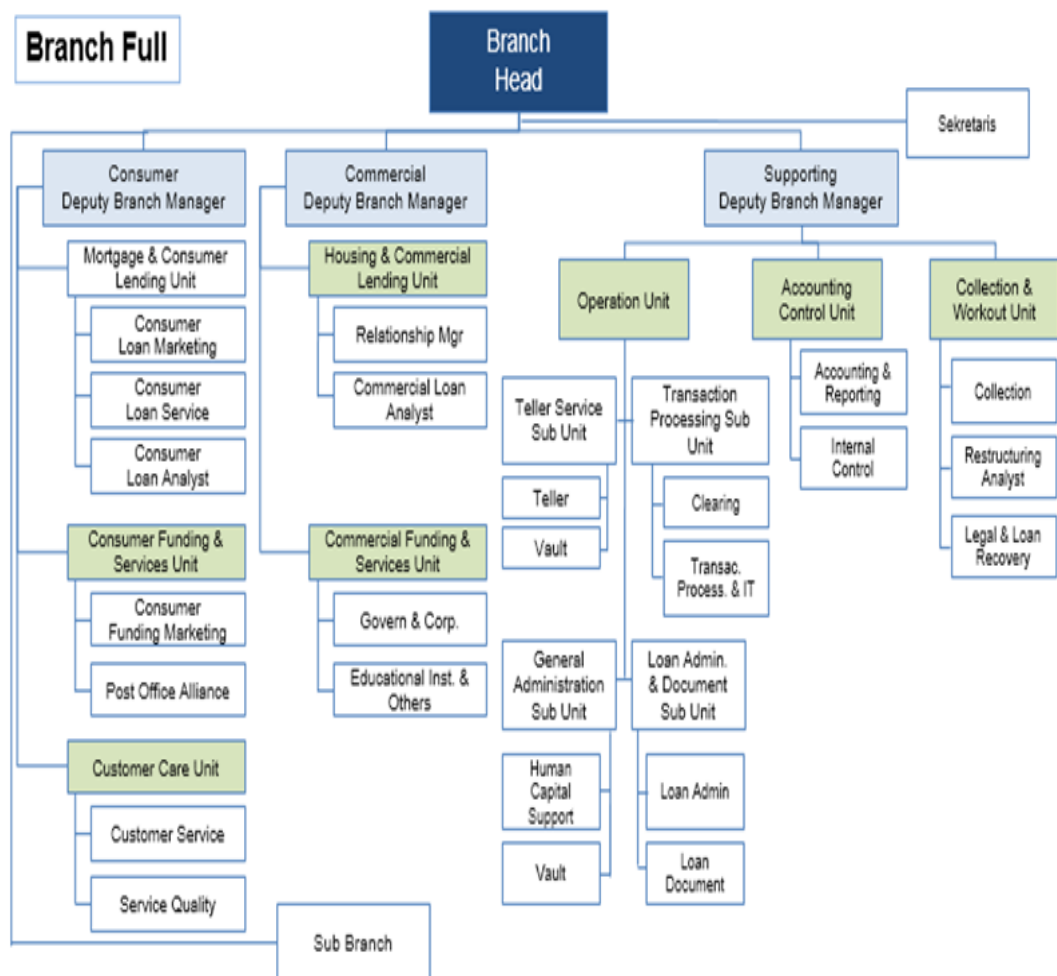 Branch Full
Branch
Head
Sekretaris
Consumer
Deputy Branch Manager
Commercial
Deputy Branch Manager
Supporting
Deputy Branch Manager
Mortgage & Consumer
Lending Unit
Consumer
Loan Marketing
Consumer
Loan Service
Consumer
Loan Analyst
Consumer Funding &
Services Unit
Consumer
Funding Marketing
Post Office Alliance
Customer Care Unit
Customer Service
Service Quality
Housing & Commercial
Lending Unit
Relationship Mgr
Commercial Loan
Analyst
Commercial Funding &
Services Unit
Govern & Corp.
Educational Inst. &
Others
Operation Unit
Teller Service
Sub Unit
Teller
Vault
Transaction
Processing Sub
Unit
Clearing
Transac.
Process. & IT
General
Administration
Sub Unit
Human
Capital
Support
Vault
Loan Admin.
& Document
Sub Unit
Loan Admin
Loan
Document
Accounting
Control Unit
Accounting &
Reporting
Internal
Control
Collection &
Workout Unit
Collection
Restructuring
Analyst
Legal & Loan
Recovery
Sub Branch